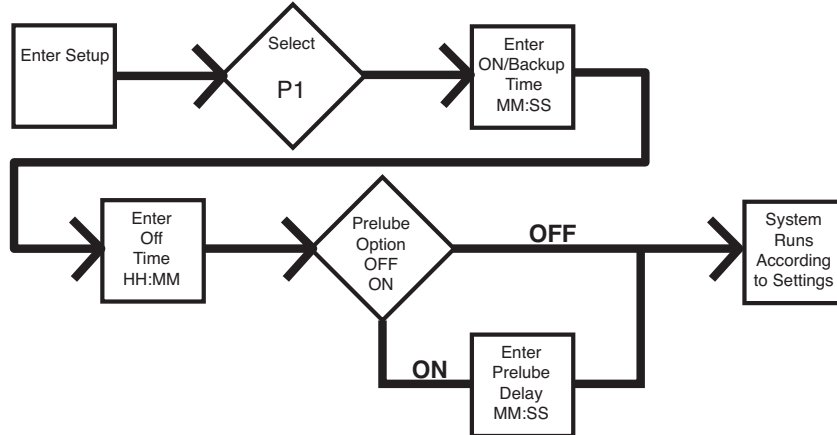 Enter Setup
Select
P1
Enter
ON/Backup
Time
MM:SS
Enter
Off
Time
HH:MM
Prelube
Option
OFF
ON
OFF
System
Runs
According
to Settings
ON
Enter
Prelube
Delay
MM:SS